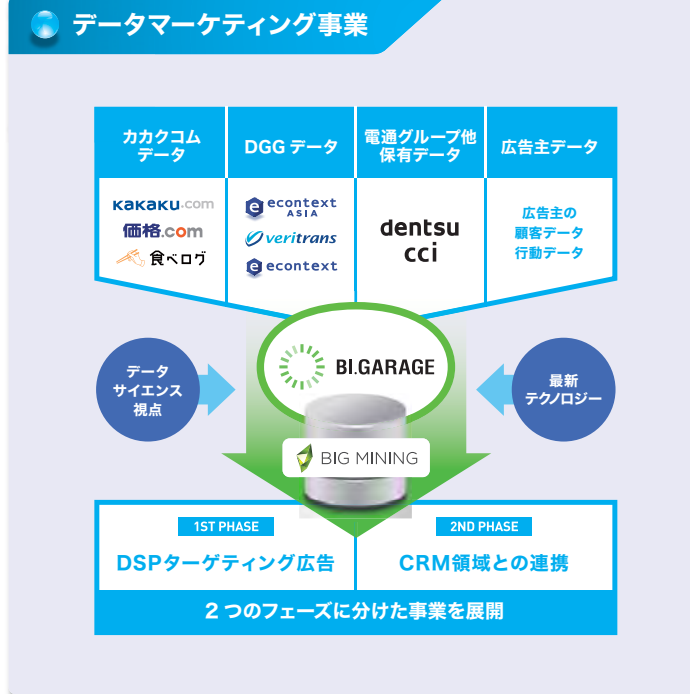 データマーケティング事業
カカクコム
データ
DGG データ
電通グループ他
保有データ
広告主データ
kakaku.com
価格.com
食べログ
econtext
ASIA
veritrans
econtext
dentsu
cci
広告主の
顧客データ
行動データ
データ
サイエンス
視点
BI.GARAGE
最新
テクノロジー
BIG MINING
1ST PHASE
DSPターゲティング広告
2ND PHASE
CRM領域との連携
2つのフェーズに分けた事業を展開